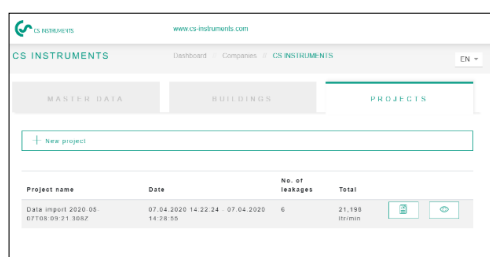 CS INSTRUMENTS
www.cs-instruments.com
CS INSTRUMENTS
Dashboard / Companies / CS INSTRUMENTS
EN
MASTER DATA
BUILDINGS
PROJECTS
+ New project
Project name
Date
No. of
leakages
Total
Data import 2020-05-
07T08:09:21.308Z
07.04.2020 14:22:24 - 07.04.2020
14:28:56
6
21,198
ltr/min